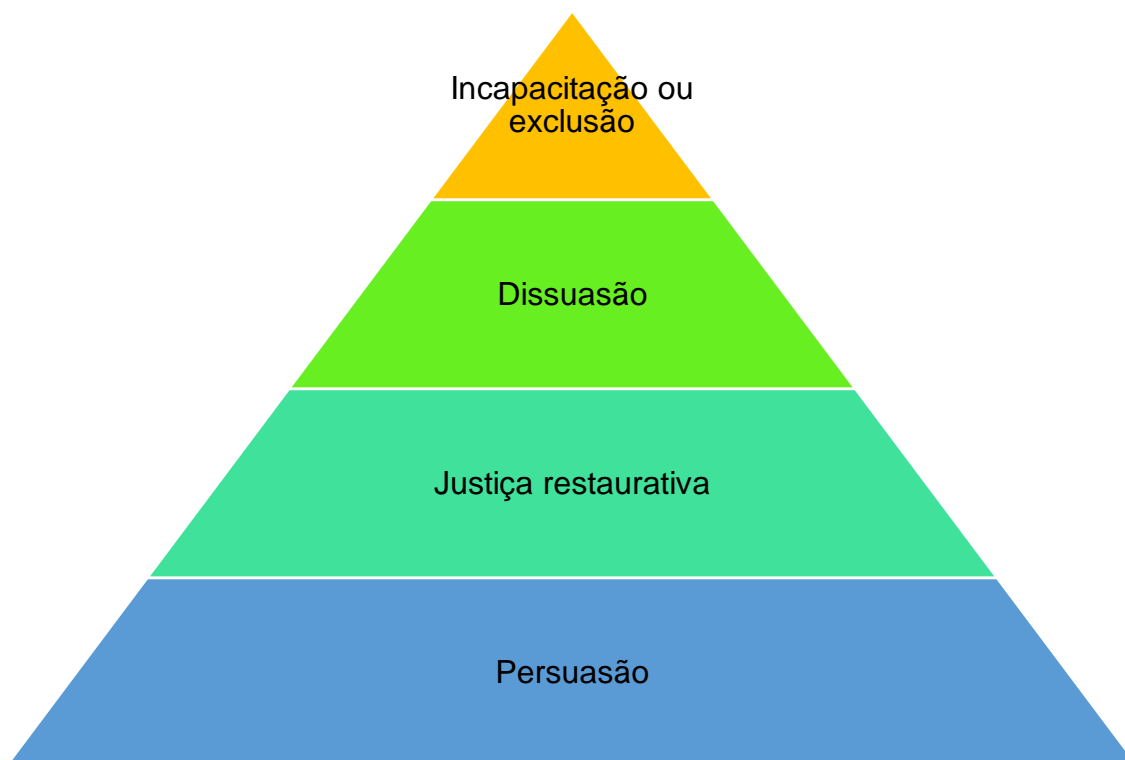 Incapacitação ou
exclusão
Dissuasão
Justiça restaurativa
Persuasão